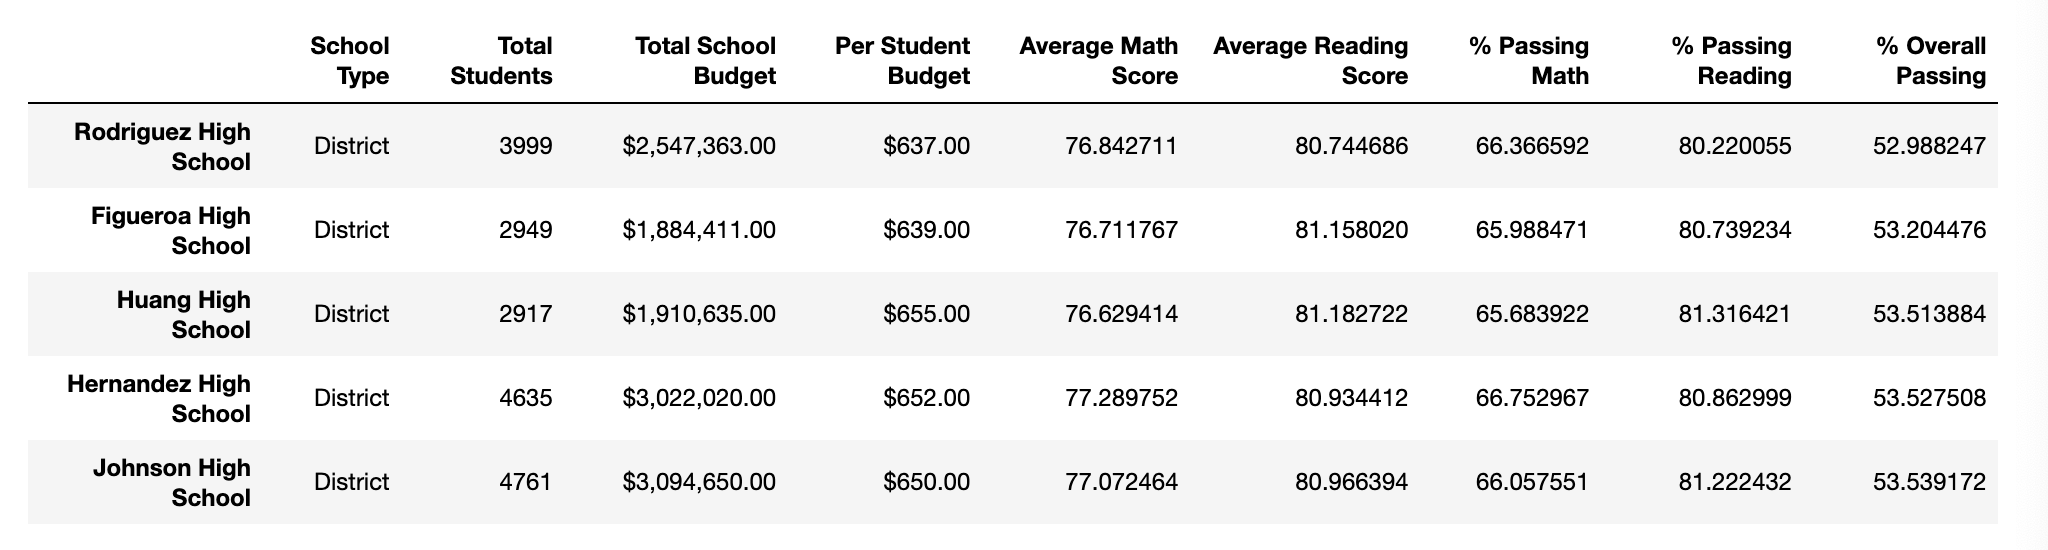 School Total Total School Per Student Average Math Average Reading % Passing % Passing % Overall
Type Students Budget Budget Score Score Math Reading Passing
Rodriguez High
School District 3999 $2,547,363.00 $637.00 76.842711 80.744686 66.366592 80.220055 52.988247
Figueroa High
School District 2949 $1,884,411.00 $639.00 76.711767 81.158020 65.988471 80.739234 53.204476
Huang High
School District 2917 $1,910,635.00 $655.00 76.629414 81.182722 65.683922 81.316421 53.513884
Hernandez High
School District 4635 $3,022,020.00 $652.00 77.289752 80.934412 66.752967 80.862999 53.527508
Johnson High
School District 4761 $3,094,650.00 $650.00 77.072464 80.966394 66.057551 81.222432 53.539172